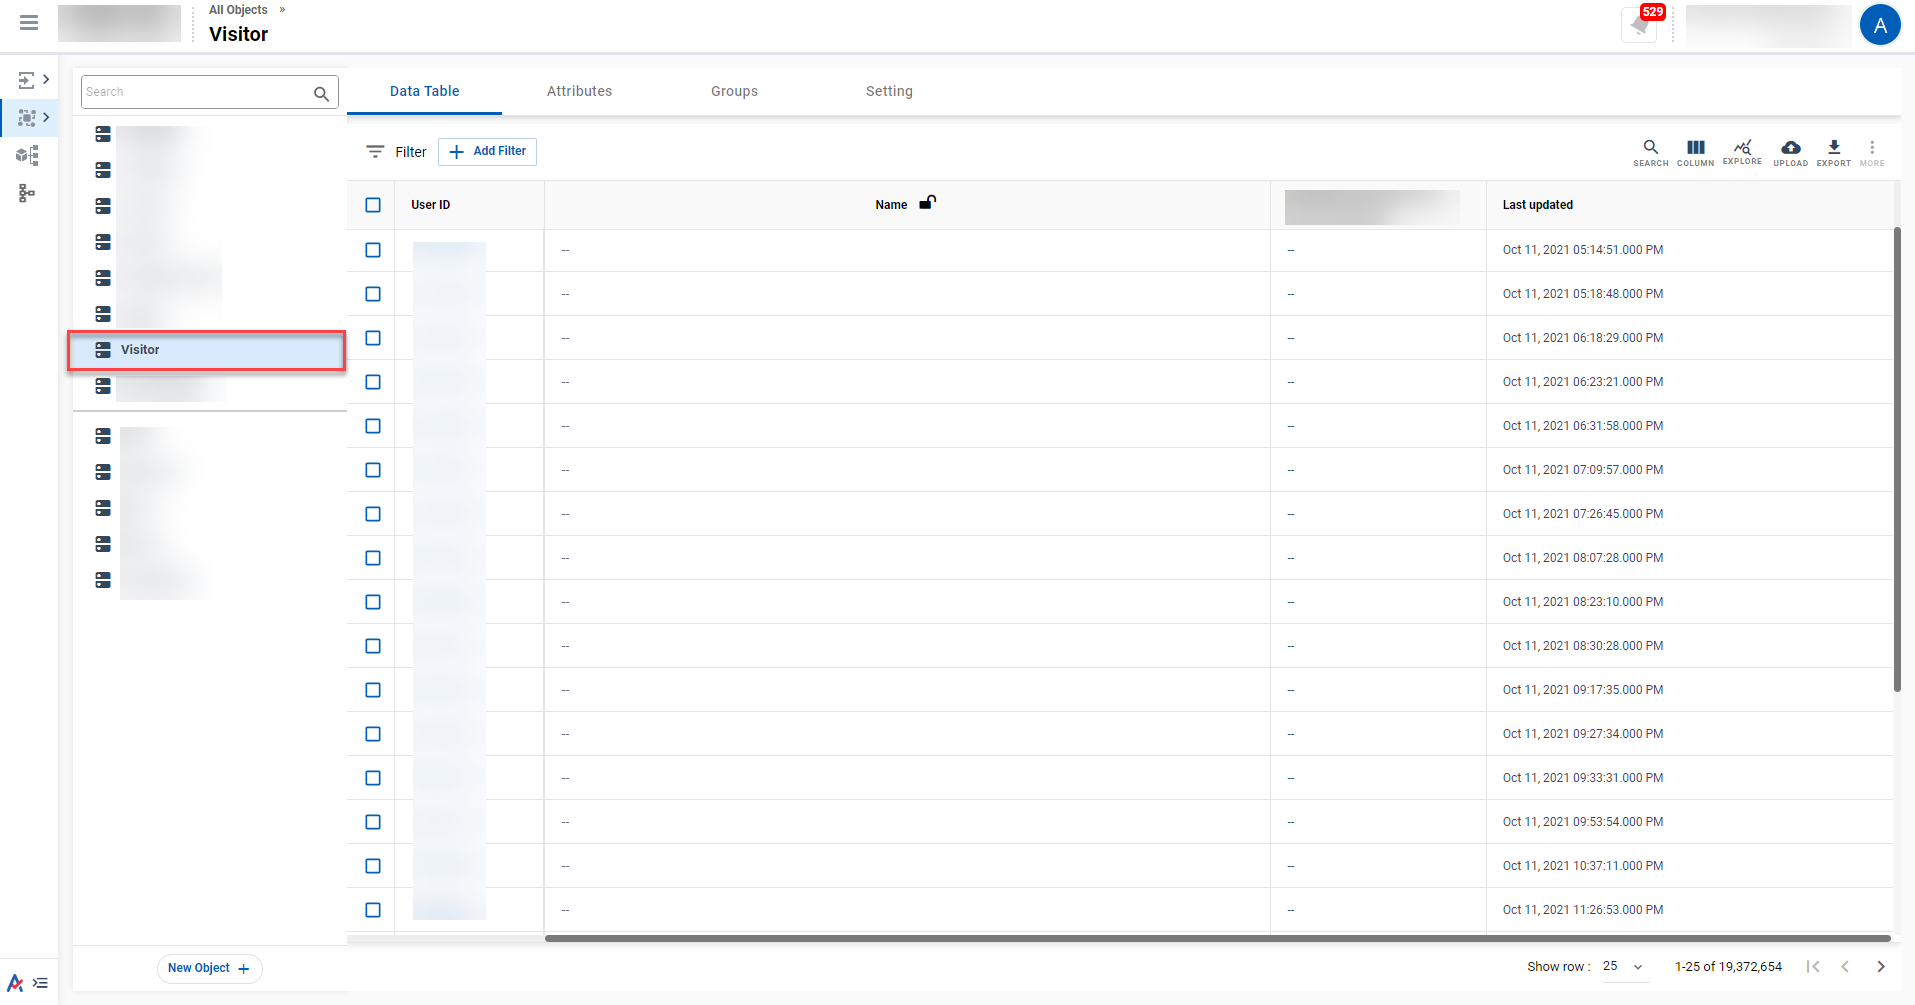 All Objects »
Visitor
529
A
Search
Visitor
New Object +
Data Table Attributes Groups Setting
Filter + Add Filter
SEARCH COLUMN EXPLORE UPLOAD EXPORT MORE
User ID Name Last updated
-- -- Oct 11, 2021 05:14:51.000 PM
-- -- Oct 11, 2021 05:18:48.000 PM
-- -- Oct 11, 2021 06:18:29.000 PM
-- -- Oct 11, 2021 06:23:21.000 PM
-- -- Oct 11, 2021 06:31:58.000 PM
-- -- Oct 11, 2021 07:09:57.000 PM
-- -- Oct 11, 2021 07:26:45.000 PM
-- -- Oct 11, 2021 08:07:28.000 PM
-- -- Oct 11, 2021 08:23:10.000 PM
-- -- Oct 11, 2021 08:30:28.000 PM
-- -- Oct 11, 2021 09:17:35.000 PM
-- -- Oct 11, 2021 09:27:34.000 PM
-- -- Oct 11, 2021 09:33:31.000 PM
-- -- Oct 11, 2021 09:53:54.000 PM
-- -- Oct 11, 2021 10:37:11.000 PM
-- -- Oct 11, 2021 11:26:53.000 PM
Show row : 25 1-25 of 19,372,654